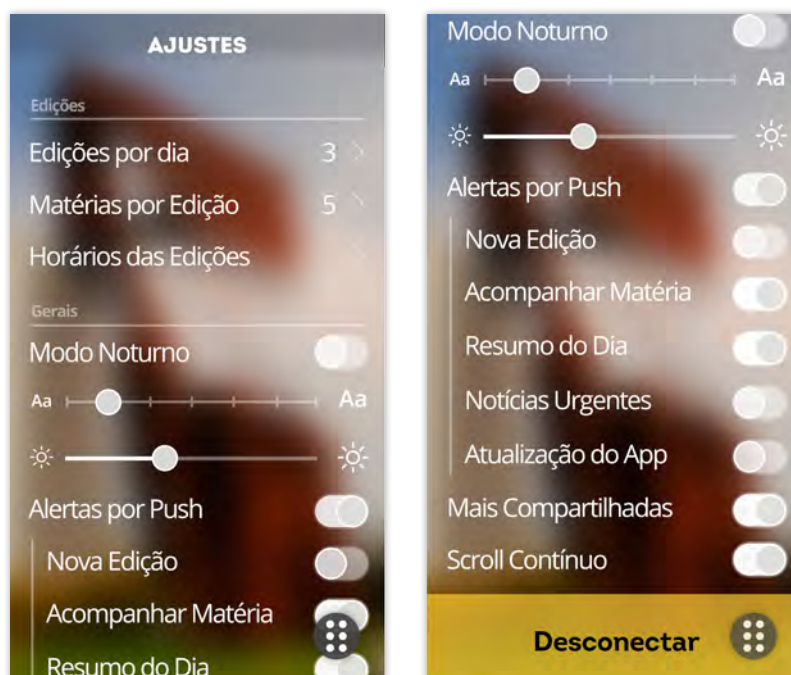 AJUSTES
Edições
Edições por dia 3
Matérias por Edição 5
Horários das Edições
Gerais
Modo Noturno
Aa Aa
Alertas por Push
Nova Edição
Acompanhar Matéria
Resumo do Dia
Modo Noturno
Aa Aa
Alertas por Push
Nova Edição
Acompanhar Matéria
Resumo do Dia
Notícias Urgentes
Atualização do App
Mais Compartilhadas
Scroll Contínuo
Desconectar